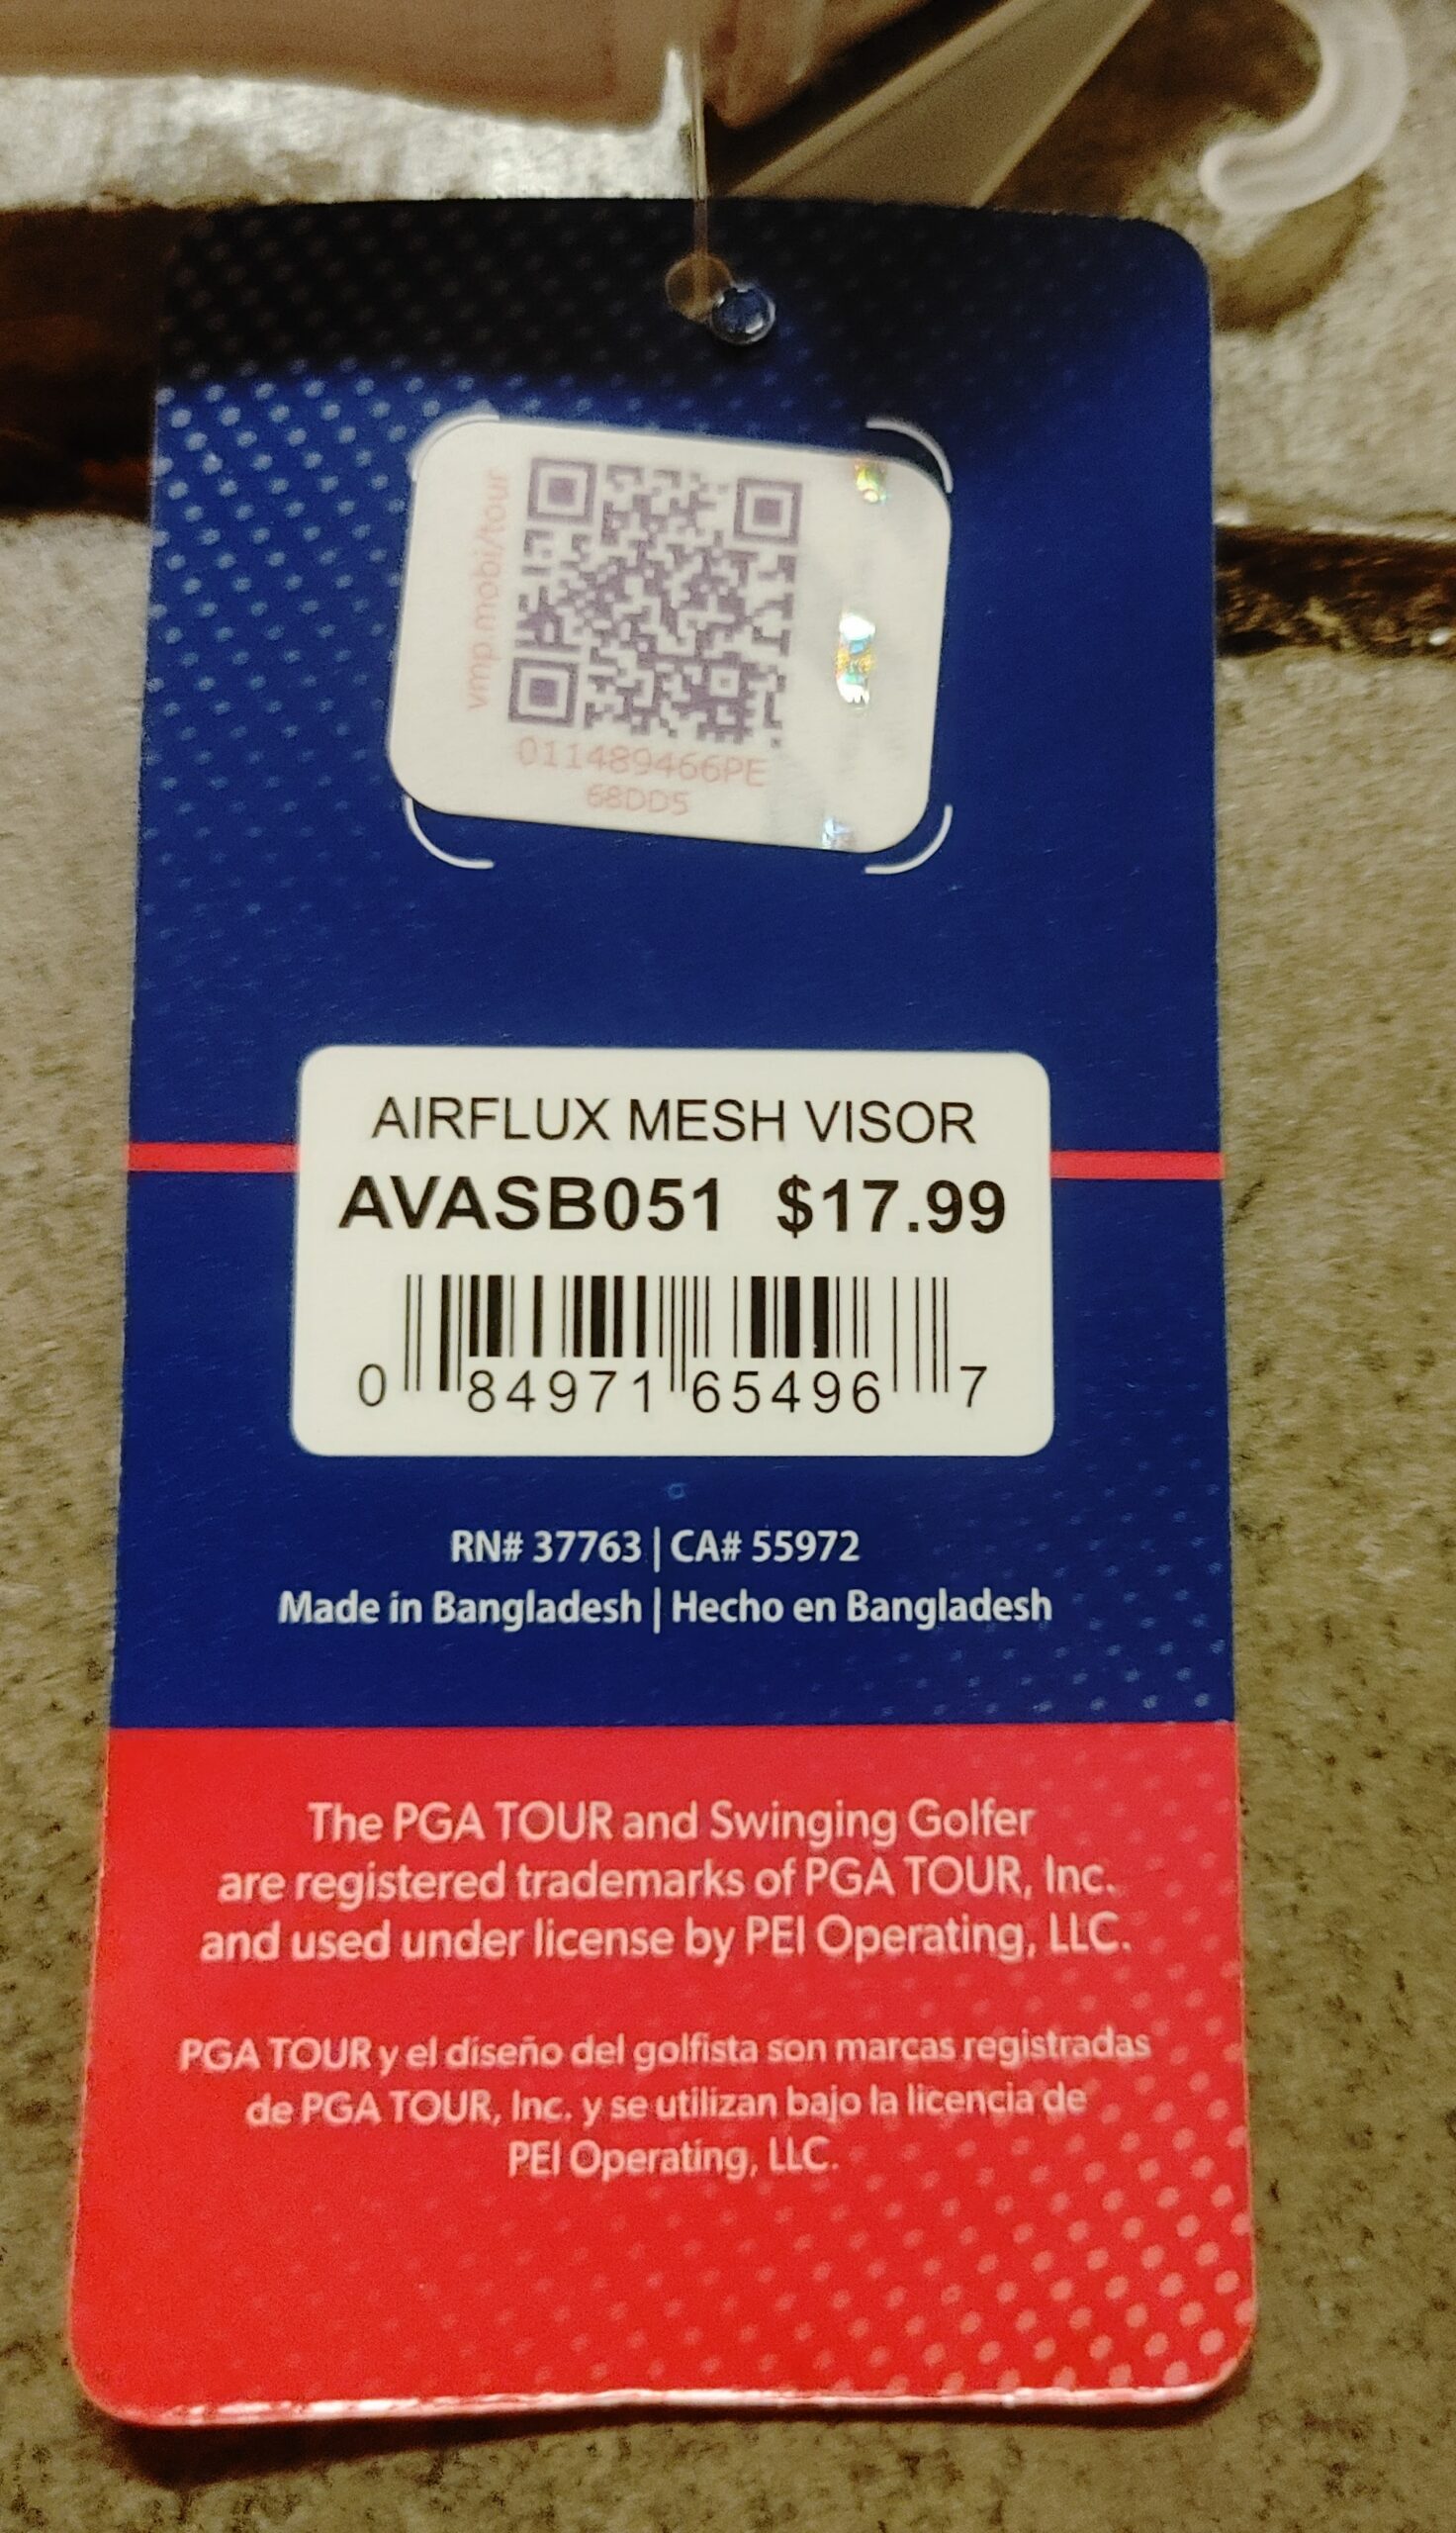 vmp.mobi/tour
011489466PE
68DD5
AIRFLUX MESH VISOR
AVASB051 $17.99
0 84971 65496 7
RN# 37763 | CA# 55972
Made in Bangladesh | Hecho en Bangladesh
The PGA TOUR and Swinging Golfer
are registered trademarks of PGA TOUR, Inc.
and used under license by PEI Operating, LLC.
PGA TOUR y el diseño del golfista son marcas registradas
de PGA TOUR, Inc. y se utilizan bajo la licencia de
PEI Operating, LLC.